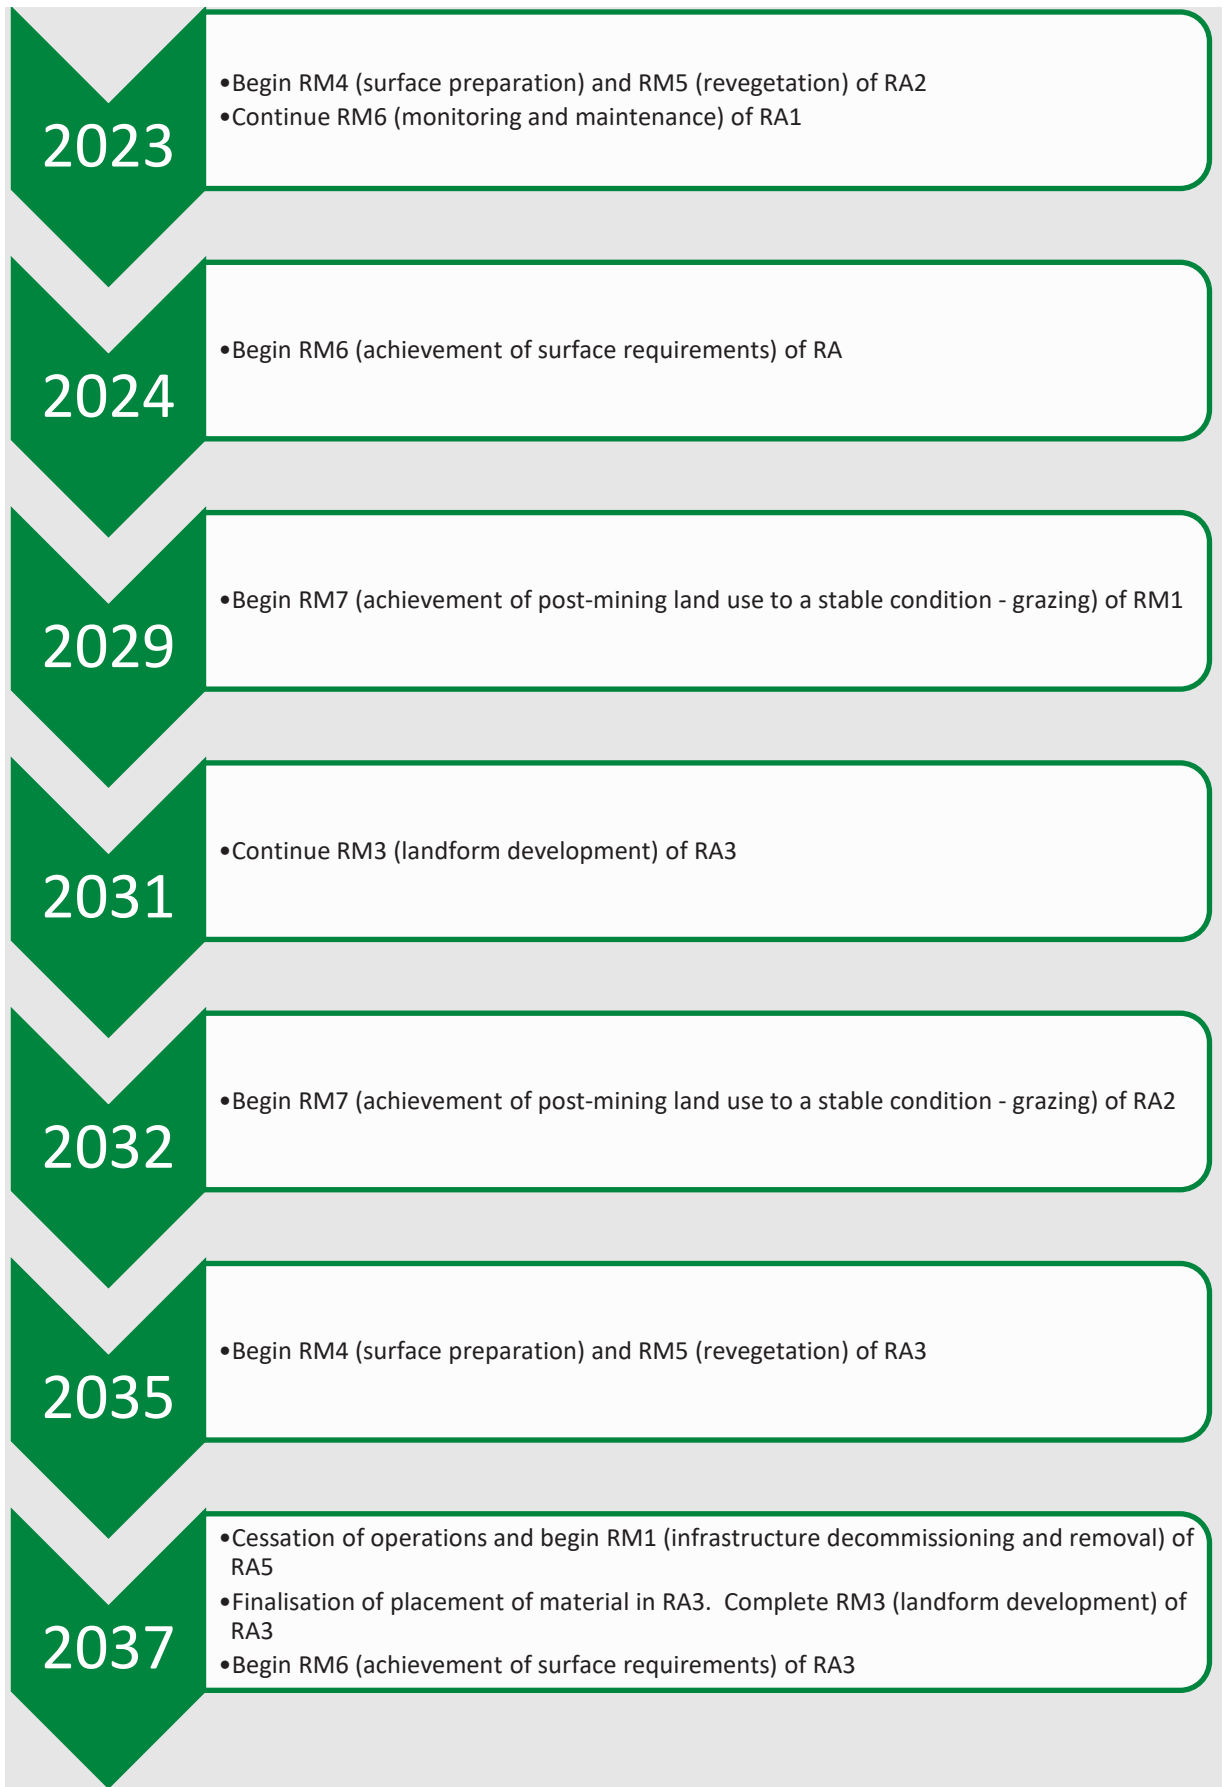 2023
•Begin RM4 (surface preparation) and RM5 (revegetation) of RA2
•Continue RM6 (monitoring and maintenance) of RA1
2024
•Begin RM6 (achievement of surface requirements) of RA
2029
•Begin RM7 (achievement of post-mining land use to a stable condition - grazing) of RM1
2031
•Continue RM3 (landform development) of RA3
2032
•Begin RM7 (achievement of post-mining land use to a stable condition - grazing) of RA2
2035
•Begin RM4 (surface preparation) and RM5 (revegetation) of RA3
2037
•Cessation of operations and begin RM1 (infrastructure decommissioning and removal) of
RA5
•Finalisation of placement of material in RA3.  Complete RM3 (landform development) of
RA3
•Begin RM6 (achievement of surface requirements) of RA3